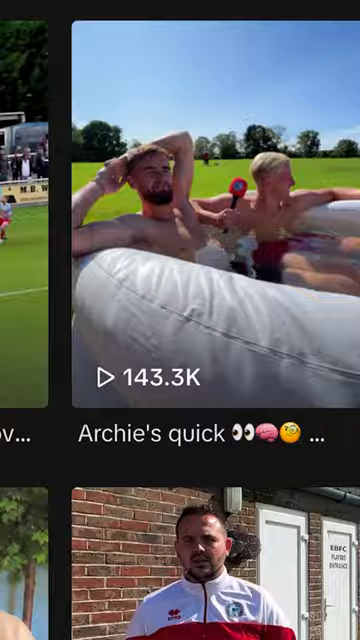 M.B. W
143.3K
ov...
Archie's quick 👀🧠🧐 ...
EBFC
PLAYERS
ENTRANCE